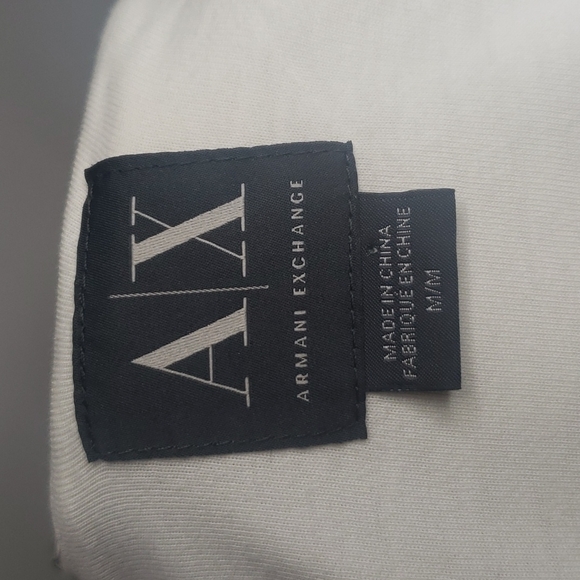 A|X
ARMANI EXCHANGE
MADE IN CHINA
FABRIQUÉ EN CHINE
M/M